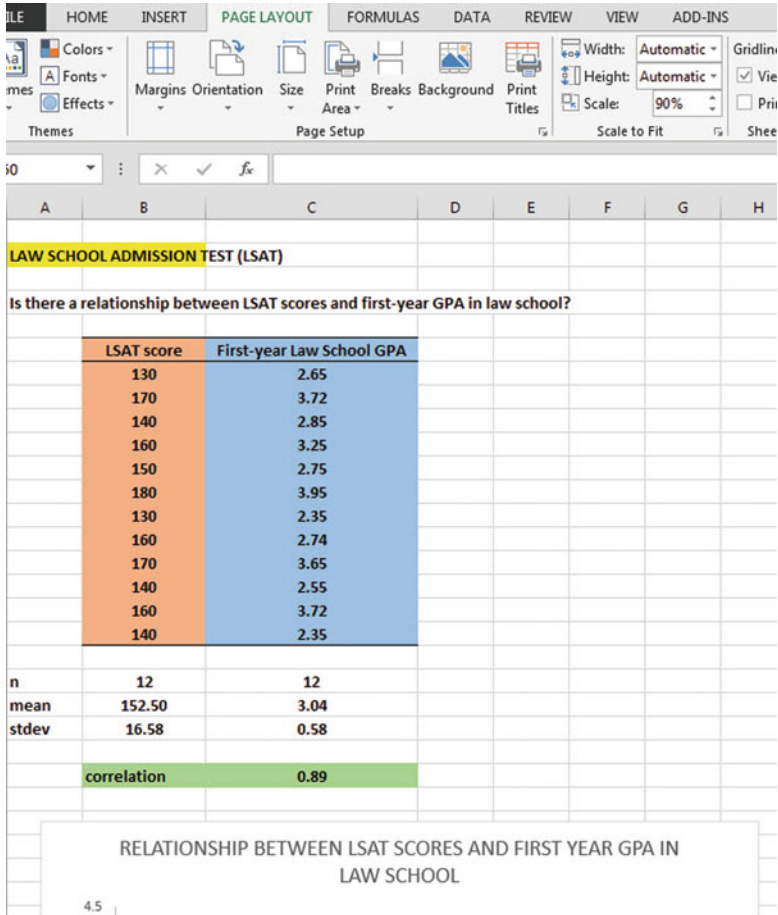 ILE HOME INSERT PAGE LAYOUT FORMULAS DATA REVIEW VIEW ADD-INS
Colors
Fonts
Effects
Themes
Margins Orientation Size Print Area Breaks Background Print Titles
Page Setup
Width: Automatic
Height: Automatic
Scale: 90%
Scale to Fit
fx
A B C D E F G H
LAW SCHOOL ADMISSION TEST (LSAT)
Is there a relationship between LSAT scores and first-year GPA in law school?
LSAT score First-year Law School GPA
130 2.65
170 3.72
140 2.85
160 3.25
150 2.75
180 3.95
130 2.35
160 2.74
170 3.65
140 2.55
160 3.72
140 2.35
n 12 12
mean 152.50 3.04
stdev 16.58 0.58
correlation 0.89
RELATIONSHIP BETWEEN LSAT SCORES AND FIRST YEAR GPA IN
LAW SCHOOL
4.5